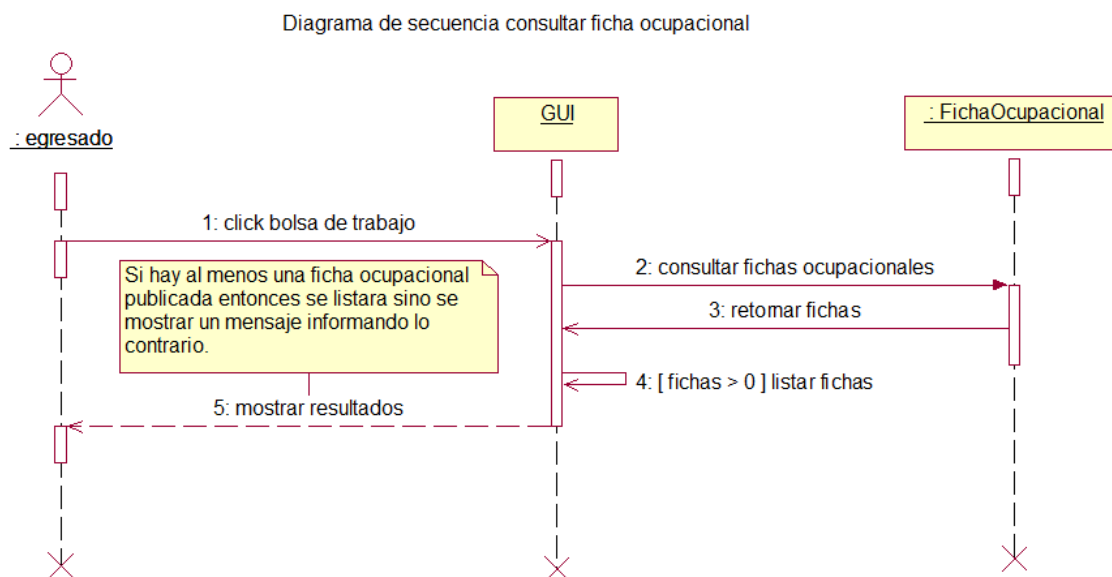 Diagrama de secuencia consultar ficha ocupacional
: egresado
GUI
: FichaOcupacional
1: click bolsa de trabajo
Si hay al menos una ficha ocupacional
publicada entonces se listara sino se
mostrar un mensaje informando lo
contrario.
2: consultar fichas ocupacionales
3: retornar fichas
4: [ fichas > 0 ] listar fichas
5: mostrar resultados